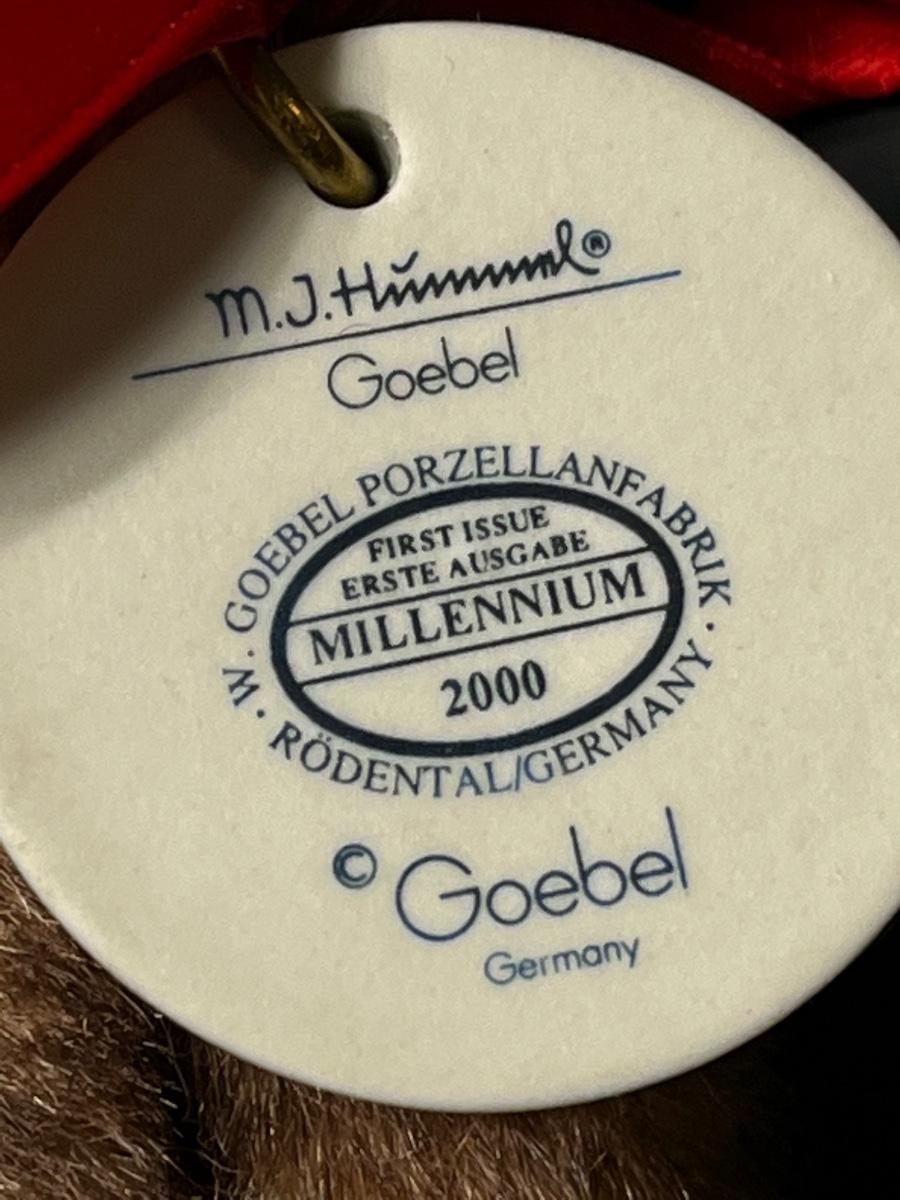 M.J.Hummel®
Goebel
W. GOEBEL PORZELLANFABRIK
FIRST ISSUE
ERSTE AUSGABE
MILLENNIUM
2000
RÖDENTAL/GERMANY
© Goebel
Germany